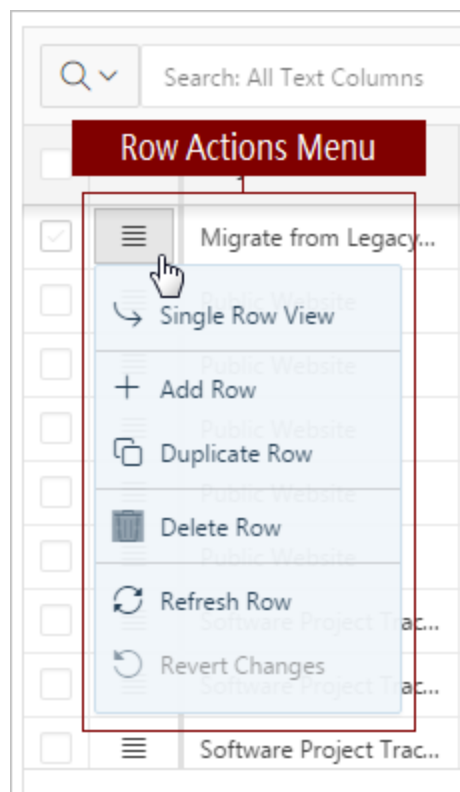 Search: All Text Columns
Row Actions Menu
Migrate from Legacy...
Public Website
Single Row View
Public Website
Add Row
Public Website
Duplicate Row
Public Website
Delete Row
Public Website
Refresh Row
Software Project Trac...
Revert Changes
Software Project Trac...
Software Project Trac...